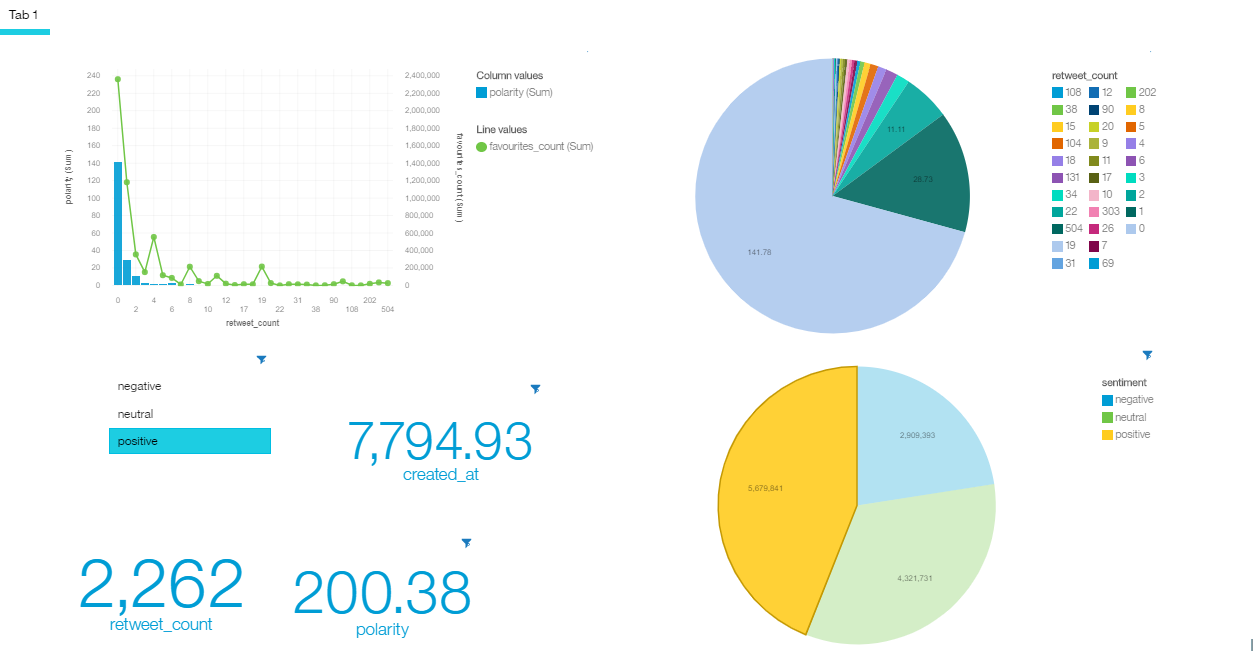 Tab 1
240
220
200
180
160
140
120
100
80
60
40
20
0
polarity (Sum)
2,400,000
2,200,000
2,000,000
1,800,000
1,600,000
1,400,000
1,200,000
1,000,000
800,000
600,000
400,000
200,000
0
favourites_count (Sum)
0 4 8 12 19 31 90 202
2 6 10 17 22 38 108 504
retweet_count
Column values
polarity (Sum)
Line values
favourites_count (Sum)
11.11
28.73
141.78
retweet_count
108 12 202
38 90 8
15 20 5
104 9 4
18 11 6
131 17 3
34 10 2
22 303 1
504 26 0
19 7
31 69
negative
neutral
positive
7,794.93
created_at
2,262
retweet_count
200.38
polarity
2,909,393
5,679,841
4,321,731
sentiment
negative
neutral
positive